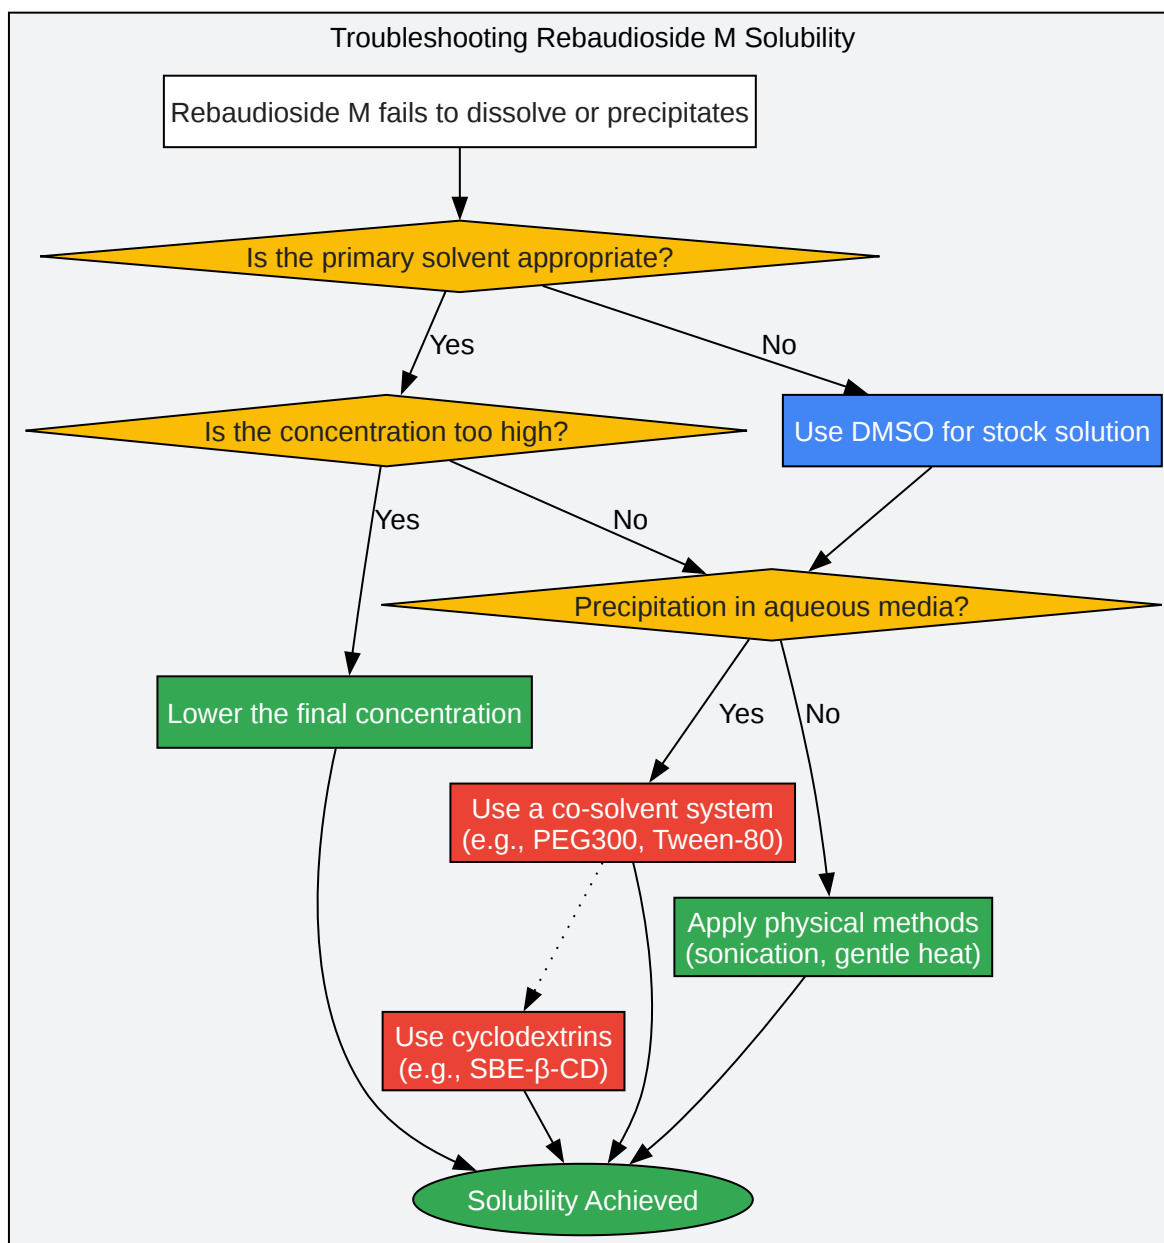 Troubleshooting Rebaudioside M Solubility
Rebaudioside M fails to dissolve or precipitates
Is the primary solvent appropriate?
Yes
No
Is the concentration too high?
Use DMSO for stock solution
Yes
No
Precipitation in aqueous media?
Lower the final concentration
Yes
No
Use a co-solvent system
(e.g., PEG300, Tween-80)
Apply physical methods
(sonication, gentle heat)
Use cyclodextrins
(e.g., SBE-β-CD)
Solubility Achieved